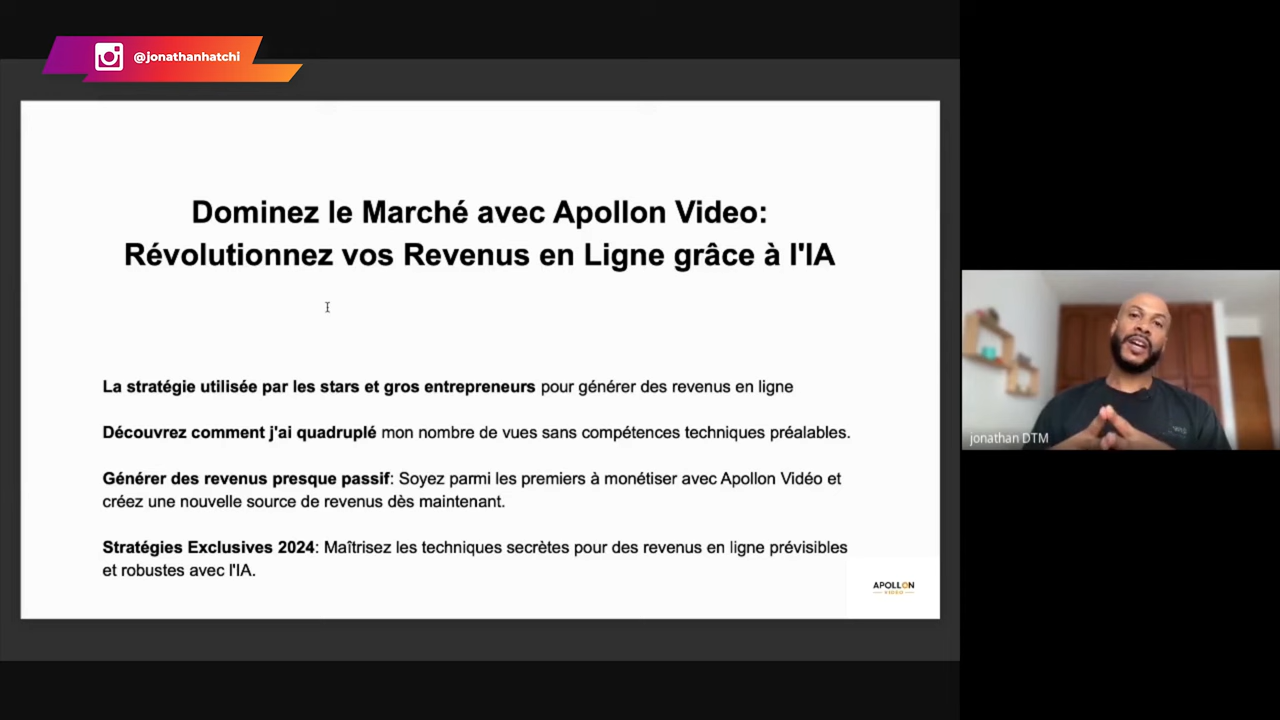 @jonathanhatchi
Dominez le Marché avec Apollon Video:
Révolutionnez vos Revenus en Ligne grâce à l'IA
La stratégie utilisée par les stars et gros entrepreneurs pour générer des revenus en ligne
Découvrez comment j'ai quadruplé mon nombre de vues sans compétences techniques préalables.
Générer des revenus presque passif: Soyez parmi les premiers à monétiser avec Apollon Vidéo et
créez une nouvelle source de revenus dès maintenant.
Stratégies Exclusives 2024: Maîtrisez les techniques secrètes pour des revenus en ligne prévisibles
et robustes avec l'IA.
APOLLON
VIDEO
jonathan DTM